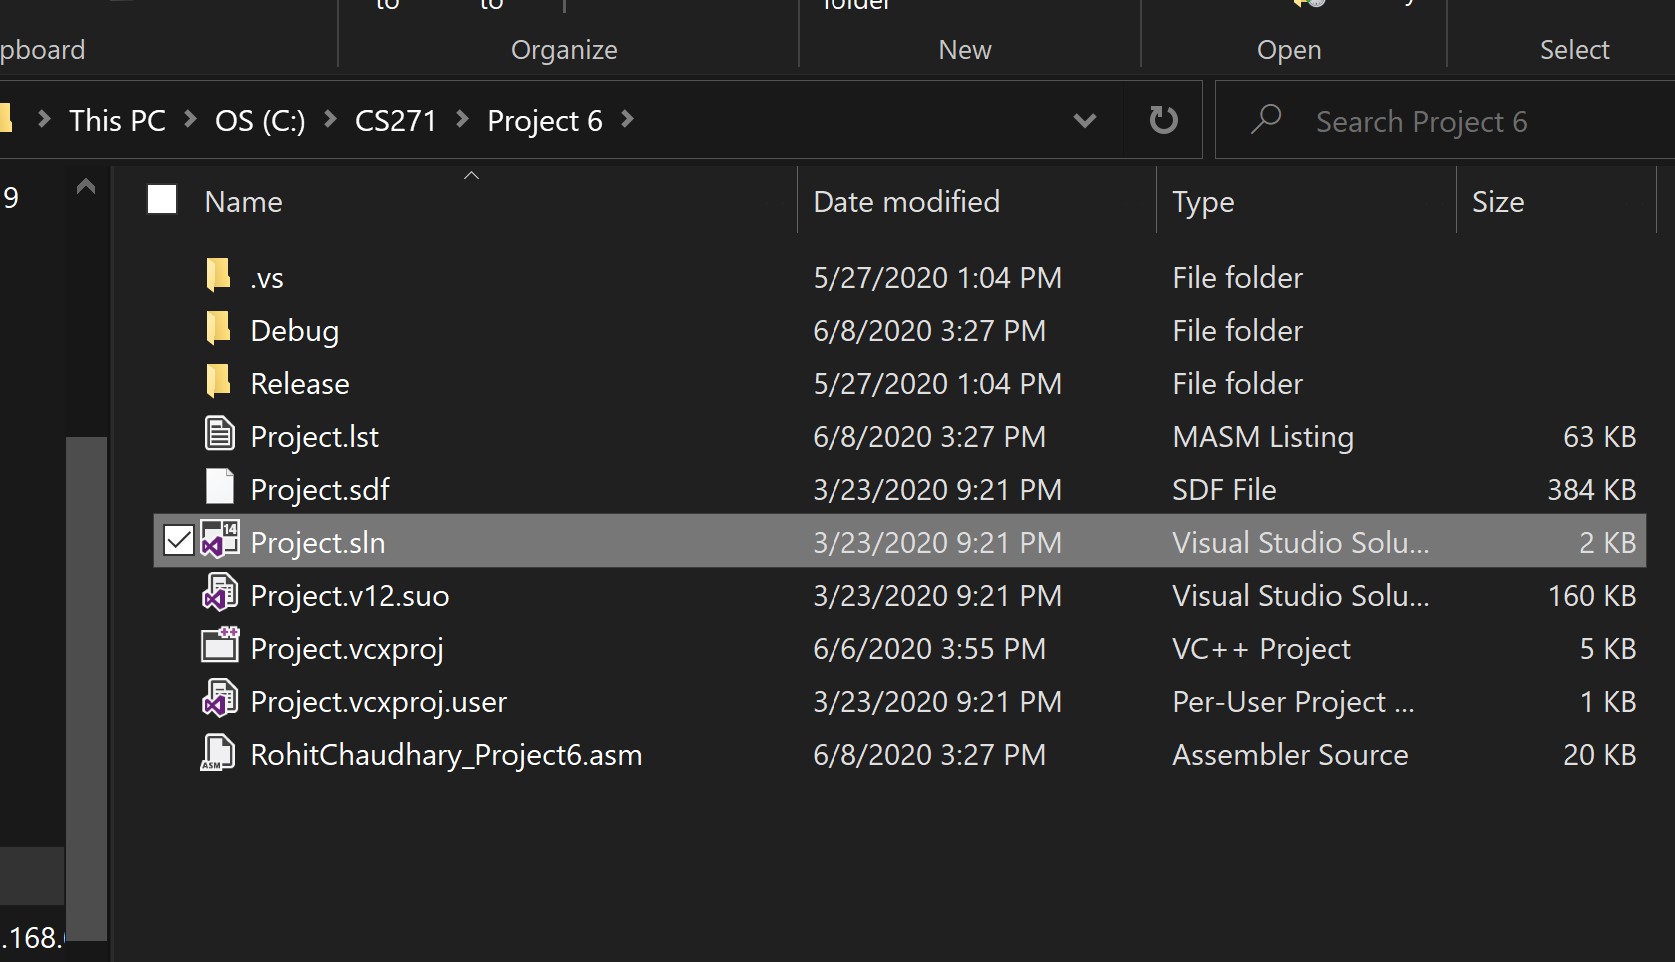 to to folder
pboard Organize New Open Select
This PC OS (C:) CS271 Project 6 Search Project 6
9
Name Date modified Type Size
.vs 5/27/2020 1:04 PM File folder
Debug 6/8/2020 3:27 PM File folder
Release 5/27/2020 1:04 PM File folder
Project.lst 6/8/2020 3:27 PM MASM Listing 63 KB
Project.sdf 3/23/2020 9:21 PM SDF File 384 KB
14 Project.sln 3/23/2020 9:21 PM Visual Studio Solu... 2 KB
Project.v12.suo 3/23/2020 9:21 PM Visual Studio Solu... 160 KB
++ Project.vcxproj 6/6/2020 3:55 PM VC++ Project 5 KB
Project.vcxproj.user 3/23/2020 9:21 PM Per-User Project ... 1 KB
ASM RohitChaudhary_Project6.asm 6/8/2020 3:27 PM Assembler Source 20 KB
.168.